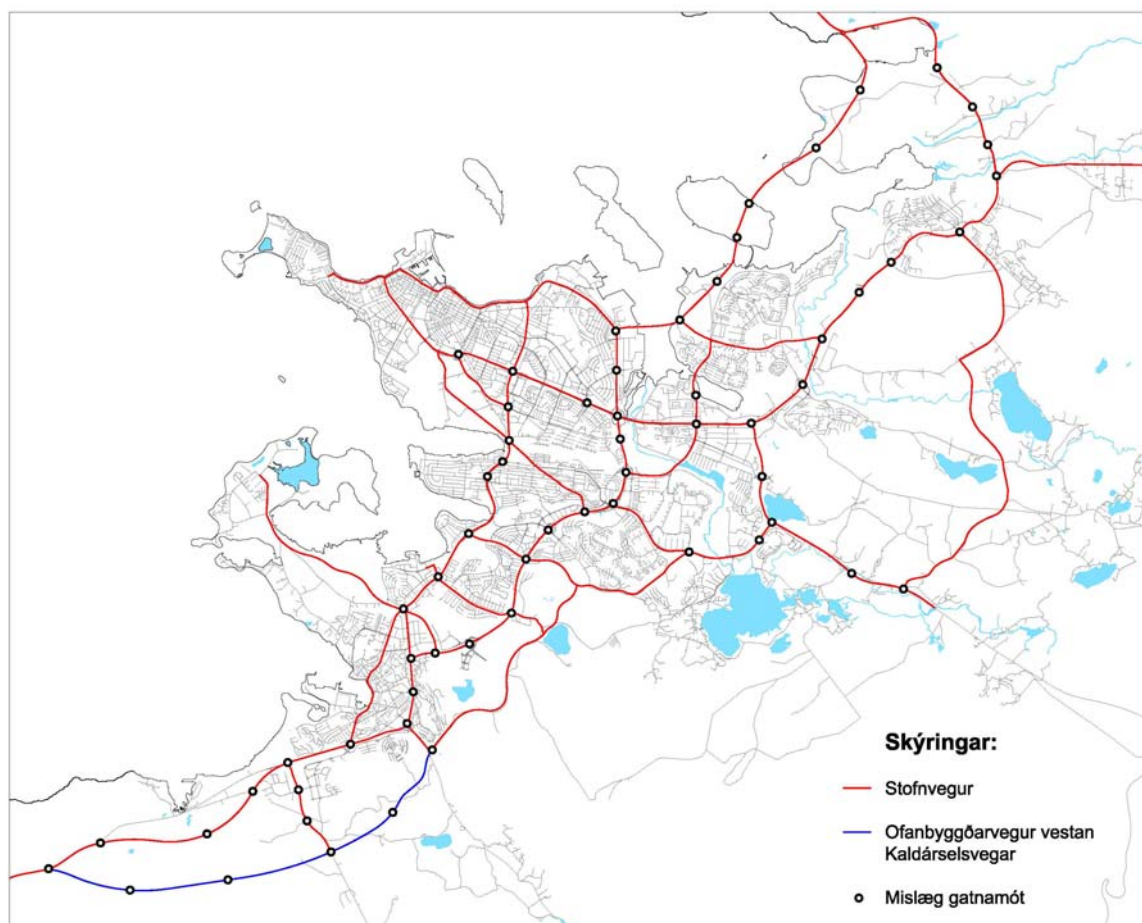 Skýringar:
Stofnvegur
Ofanbyggðarvegur vestan
Kaldárselsvegar
Mislæg gatnamót